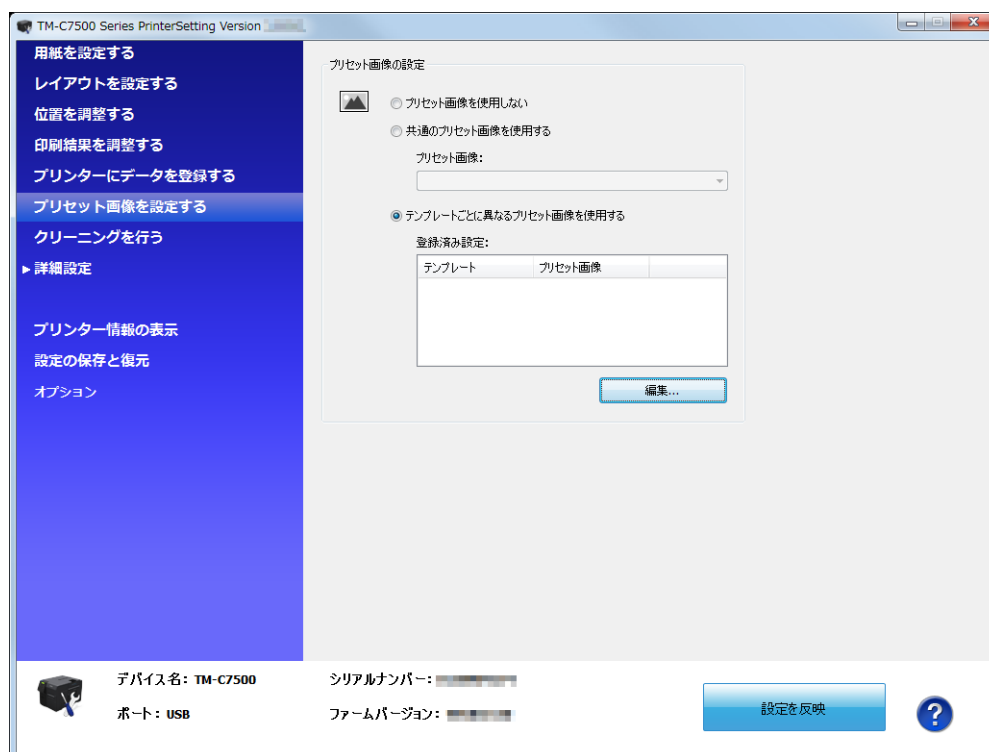 TM-C7500 Series PrinterSetting Version
用紙を設定する
レイアウトを設定する
位置を調整する
印刷結果を調整する
プリンターにデータを登録する
プリセット画像を設定する
クリーニングを行う
詳細設定
プリンター情報の表示
設定の保存と復元
オプション
プリセット画像の設定
プリセット画像を使用しない
共通のプリセット画像を使用する
プリセット画像:
テンプレートごとに異なるプリセット画像を使用する
登録済み設定:
テンプレート プリセット画像
編集...
デバイス名: TM-C7500
ポート: USB
シリアルナンバー:
ファームバージョン:
設定を反映
?